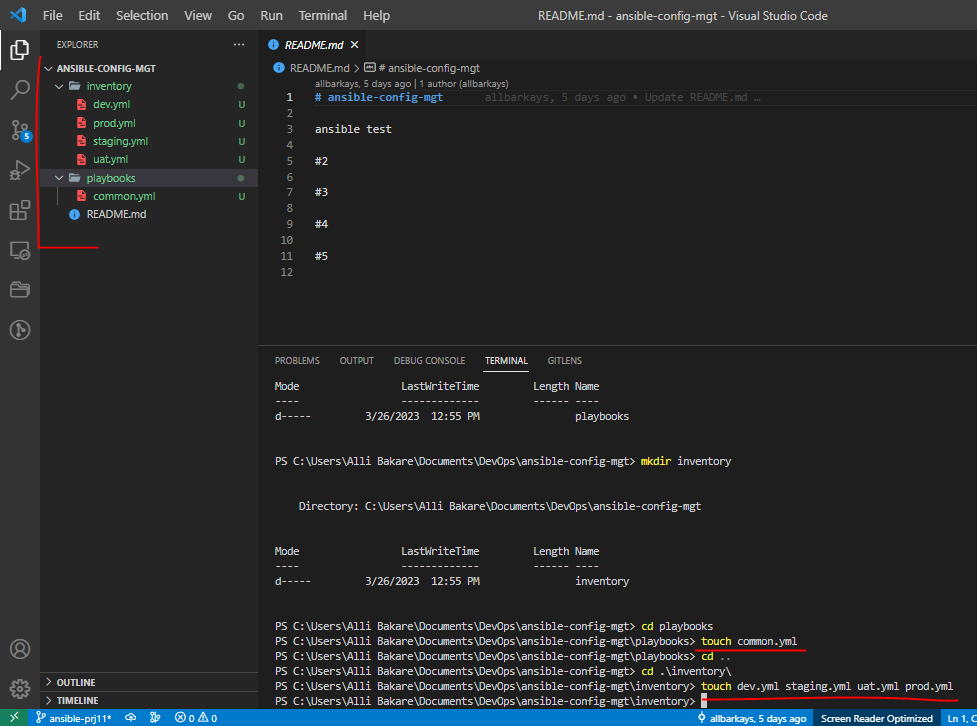 File Edit Selection View Go Run Terminal Help README.md - ansible-config-mgt - Visual Studio Code
EXPLORER ...
ANSIBLE-CONFIG-MGT
inventory
dev.yml U
prod.yml U
staging.yml U
uat.yml U
playbooks
common.yml U
README.md
5
OUTLINE
TIMELINE
README.md
README.md > # ansible-config-mgt
allbarkays, 5 days ago | 1 author (allbarkays)
1 # ansible-config-mgt allbarkays, 5 days ago • Update README.md …
2
3 ansible test
4
5 #2
6
7 #3
8
9 #4
10
11 #5
12
PROBLEMS OUTPUT DEBUG CONSOLE TERMINAL GITLENS
Mode LastWriteTime Length Name
---- ------------- ------ ----
d----- 3/26/2023 12:55 PM playbooks
PS C:\Users\Alli Bakare\Documents\DevOps\ansible-config-mgt> mkdir inventory
Directory: C:\Users\Alli Bakare\Documents\DevOps\ansible-config-mgt
Mode LastWriteTime Length Name
---- ------------- ------ ----
d----- 3/26/2023 12:55 PM inventory
PS C:\Users\Alli Bakare\Documents\DevOps\ansible-config-mgt> cd playbooks
PS C:\Users\Alli Bakare\Documents\DevOps\ansible-config-mgt\playbooks> touch common.yml
PS C:\Users\Alli Bakare\Documents\DevOps\ansible-config-mgt\playbooks> cd ..
PS C:\Users\Alli Bakare\Documents\DevOps\ansible-config-mgt> cd .\inventory\
PS C:\Users\Alli Bakare\Documents\DevOps\ansible-config-mgt\inventory> touch dev.yml staging.yml uat.yml prod.yml
PS C:\Users\Alli Bakare\Documents\DevOps\ansible-config-mgt\inventory>
ansible-prj11* 0 0 allbarkays, 5 days ago Screen Reader Optimized Ln 1, C